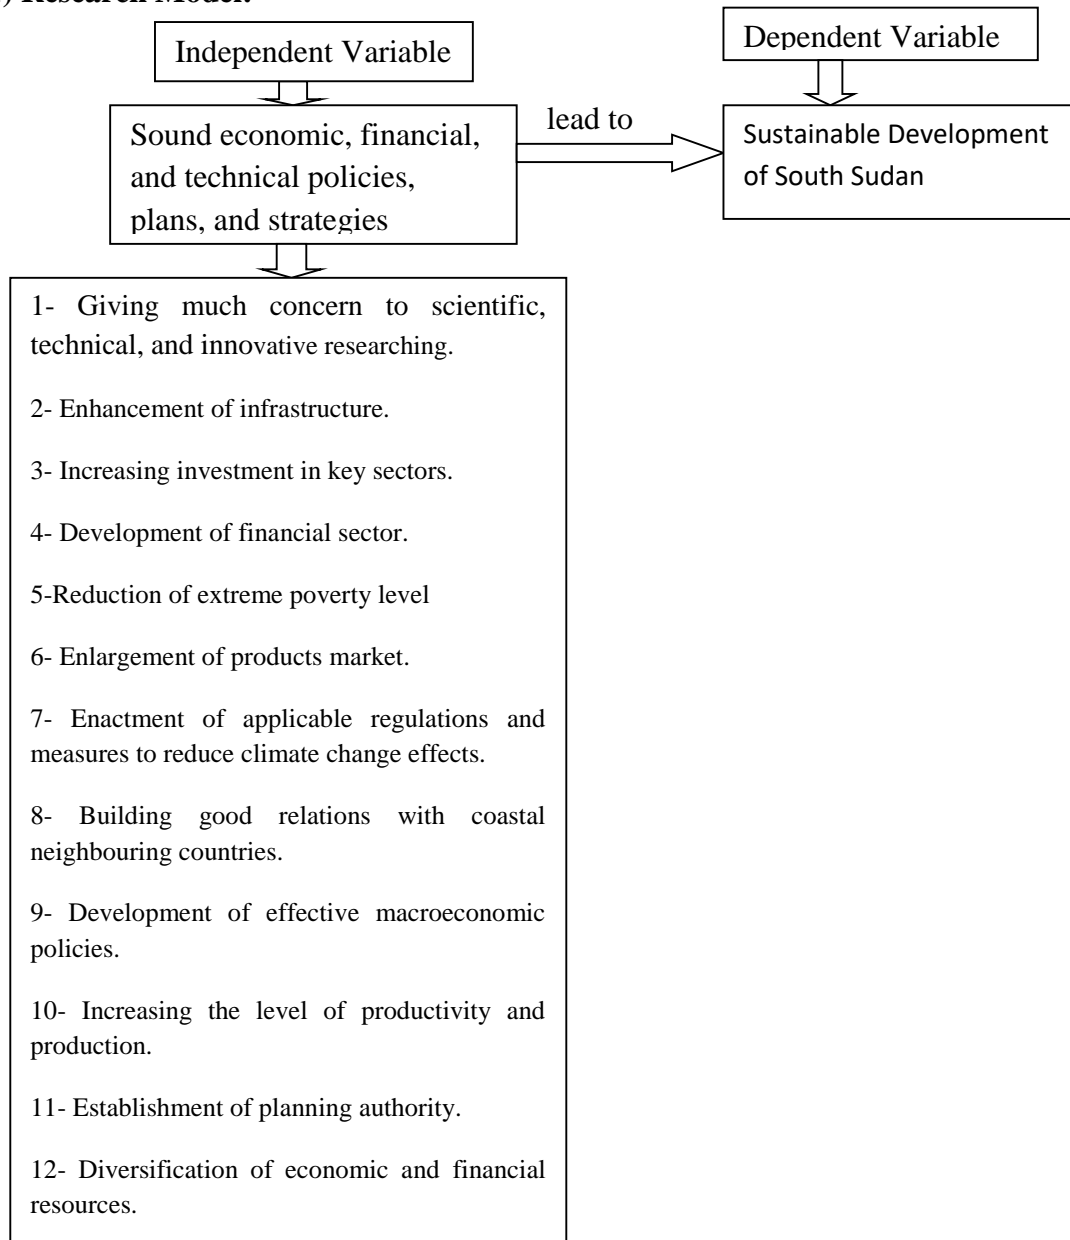 ) Research Model:
Independent Variable
Dependent Variable
Sound economic, financial,
and technical policies,
plans, and strategies
lead to
Sustainable Development
of South Sudan
1- Giving much concern to scientific,
technical, and innovative researching.
2- Enhancement of infrastructure.
3- Increasing investment in key sectors.
4- Development of financial sector.
5-Reduction of extreme poverty level
6- Enlargement of products market.
7- Enactment of applicable regulations and
measures to reduce climate change effects.
8- Building good relations with coastal
neighbouring countries.
9- Development of effective macroeconomic
policies.
10- Increasing the level of productivity and
production.
11- Establishment of planning authority.
12- Diversification of economic and financial
resources.